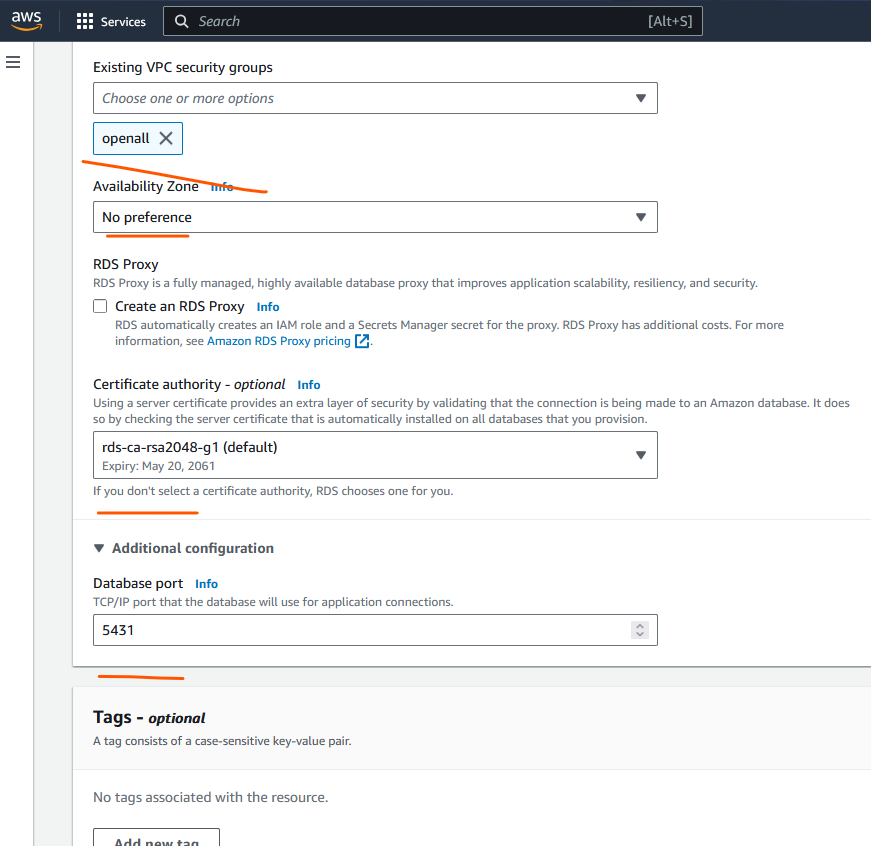 aws
Services
Search
[Alt+S]
Existing VPC security groups
Choose one or more options
openall
Availability Zone Info
No preference
RDS Proxy
RDS Proxy is a fully managed, highly available database proxy that improves application scalability, resiliency, and security.
Create an RDS Proxy Info
RDS automatically creates an IAM role and a Secrets Manager secret for the proxy. RDS Proxy has additional costs. For more
information, see Amazon RDS Proxy pricing.
Certificate authority - optional Info
Using a server certificate provides an extra layer of security by validating that the connection is being made to an Amazon database. It does
so by checking the server certificate that is automatically installed on all databases that you provision.
rds-ca-rsa2048-g1 (default)
Expiry: May 20, 2061
If you don't select a certificate authority, RDS chooses one for you.
Additional configuration
Database port Info
TCP/IP port that the database will use for application connections.
5431
Tags - optional
A tag consists of a case-sensitive key-value pair.
No tags associated with the resource.
Add new tag